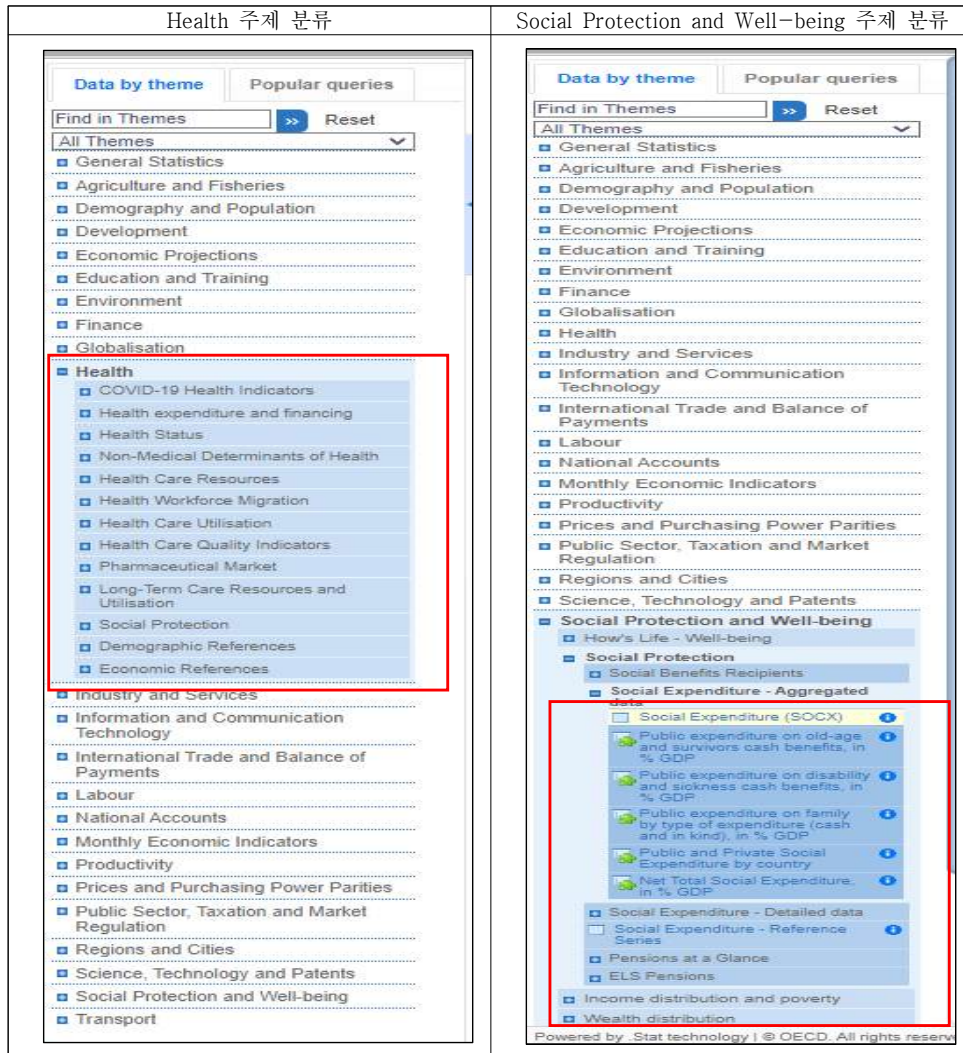 Health 주제 분류
Data by theme
Popular queries
Find in Themes
Reset
All Themes
General Statistics
Agriculture and Fisheries
Demography and Population
Development
Economic Projections
Education and Training
Environment
Finance
Globalisation
Health
COVID-19 Health Indicators
Health expenditure and financing
Health Status
Non-Medical Determinants of Health
Health Care Resources
Health Workforce Migration
Health Care Utilisation
Health Care Quality Indicators
Pharmaceutical Market
Long-Term Care Resources and
Utilisation
Social Protection
Demographic References
Economic References
Industry and Services
Information and Communication
Technology
International Trade and Balance of
Payments
Labour
National Accounts
Monthly Economic Indicators
Productivity
Prices and Purchasing Power Parities
Public Sector, Taxation and Market
Regulation
Regions and Cities
Science, Technology and Patents
Social Protection and Well-being
Transport
Social Protection and Well-being 주제 분류
Data by theme
Popular queries
Find in Themes
Reset
All Themes
General Statistics
Agriculture and Fisheries
Demography and Population
Development
Economic Projections
Education and Training
Environment
Finance
Globalisation
Health
Industry and Services
Information and Communication
Technology
International Trade and Balance of
Payments
Labour
National Accounts
Monthly Economic Indicators
Productivity
Prices and Purchasing Power Parities
Public Sector, Taxation and Market
Regulation
Regions and Cities
Science, Technology and Patents
Social Protection and Well-being
How's Life - Well-being
Social Protection
Social Benefits Recipients
Social Expenditure - Aggregated
data
Social Expenditure (SOCX)
Public expenditure on old-age
and survivors cash benefits, in
% GDP
Public expenditure on disability
and sickness cash benefits, in
% GDP
Public expenditure on family
by type of expenditure (cash
and in kind), in % GDP
Public and Private Social
Expenditure by country
Net Total Social Expenditure,
in % GDP
Social Expenditure - Detailed data
Social Expenditure - Reference
Series
Pensions at a Glance
ELS Pensions
Income distribution and poverty
Wealth distribution
Powered by .Stat technology | © OECD. All rights reserv